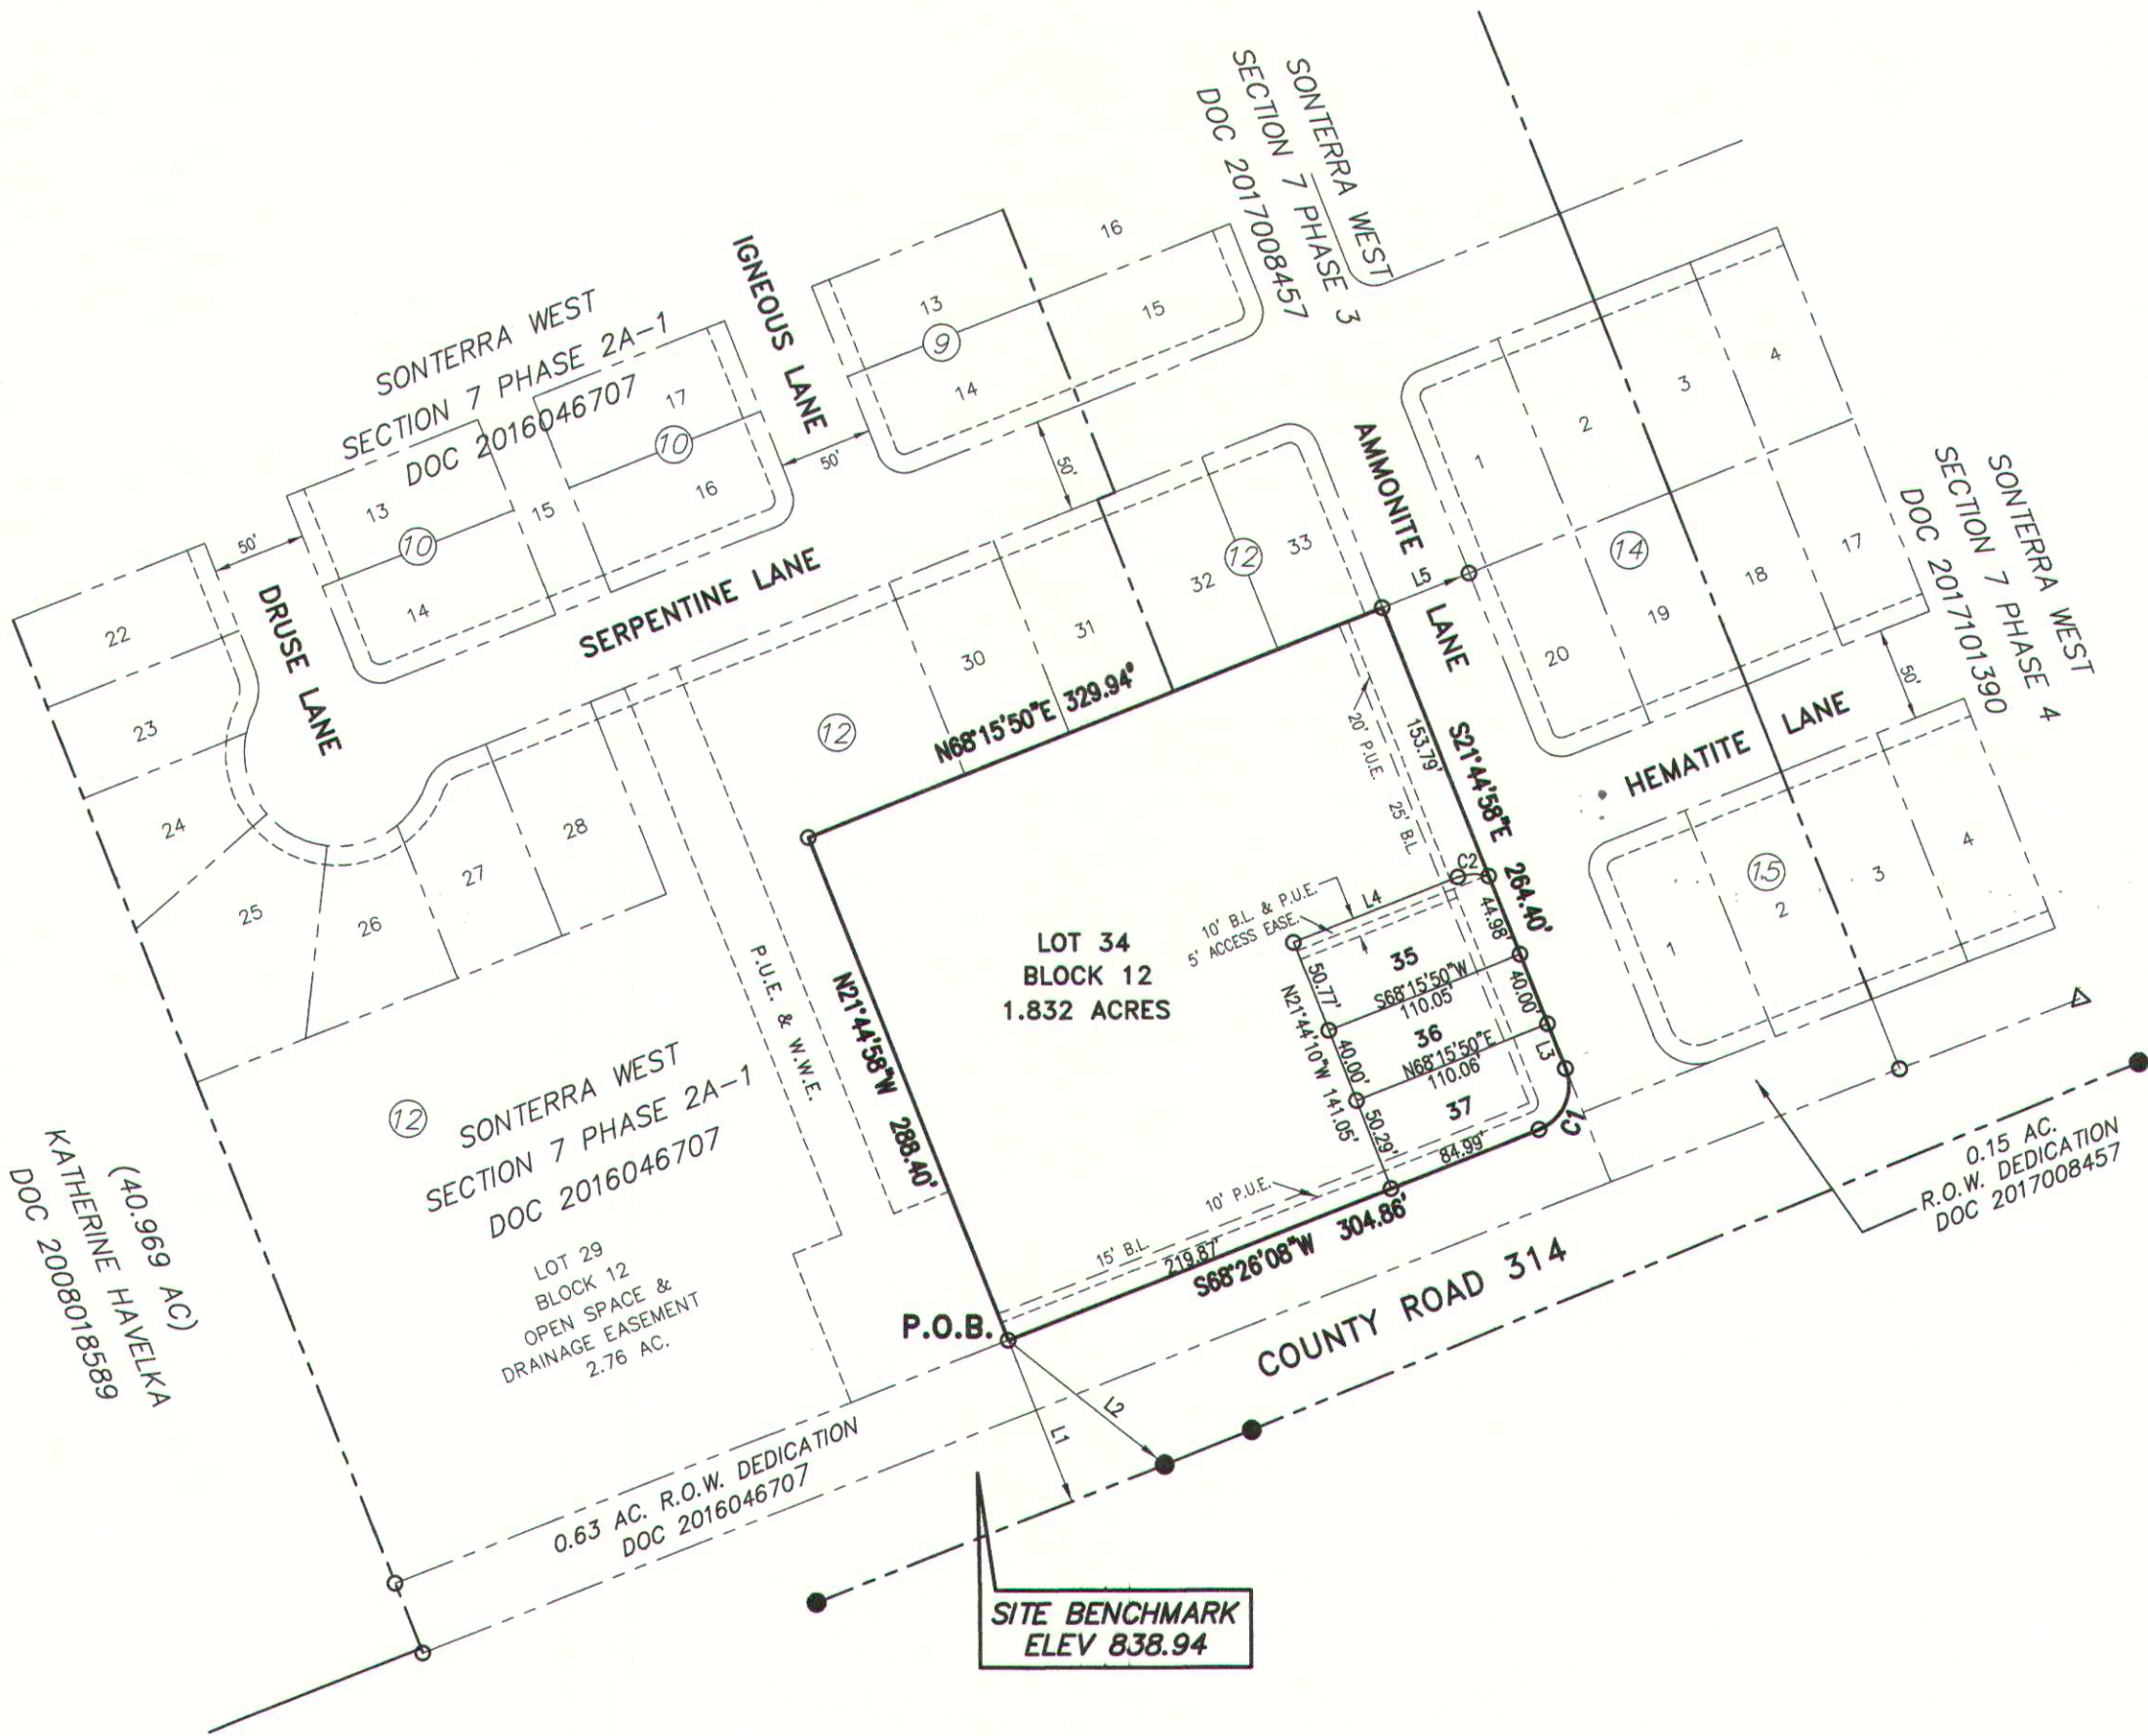 SONTERRA WEST
SECTION 7 PHASE 3
DOC 2017008457
SONTERRA WEST
SECTION 7 PHASE 2A-1
DOC 2016046707
IGNEOUS LANE
16
13
9
15
14
17
10
16
50'
50'
13
15
10
14
50'
DRUSE LANE
SERPENTINE LANE
AMMONITE LANE
1
2
3
4
14
17
18
19
20
SONTERRA WEST
SECTION 7 PHASE 4
DOC 2017101390
50'
HEMATITE LANE
L5
33
12
32
31
30
12
22
23
24
25
26
27
28
N68°15'50"E 329.94'
20' P.U.E.
25' B.L.
153.79'
S21°44'58"E 264.40'
1
2
15
3
4
C2
L4
44.98'
10' B.L. & P.U.E.
5' ACCESS EASE.
LOT 34
BLOCK 12
1.832 ACRES
35
S68°15'50"W
110.05'
50.77'
40.00'
36
N68°15'50"E
110.06'
40.00'
N21°44'10"W 141.05'
L3
37
50.29'
84.99'
C1
P.U.E. & W.W.E.
N21°44'58"W 288.40'
12
SONTERRA WEST
SECTION 7 PHASE 2A-1
DOC 2016046707
LOT 29
BLOCK 12
OPEN SPACE &
DRAINAGE EASEMENT
2.76 AC.
(40.969 AC)
KATHERINE HAVELKA
DOC 2008018589
10' P.U.E.
15' B.L.
219.87'
S68°26'08"W 304.86'
P.O.B.
COUNTY ROAD 314
0.15 AC.
R.O.W. DEDICATION
DOC 2017008457
L2
L1
0.63 AC. R.O.W. DEDICATION
DOC 2016046707
SITE BENCHMARK
ELEV 838.94